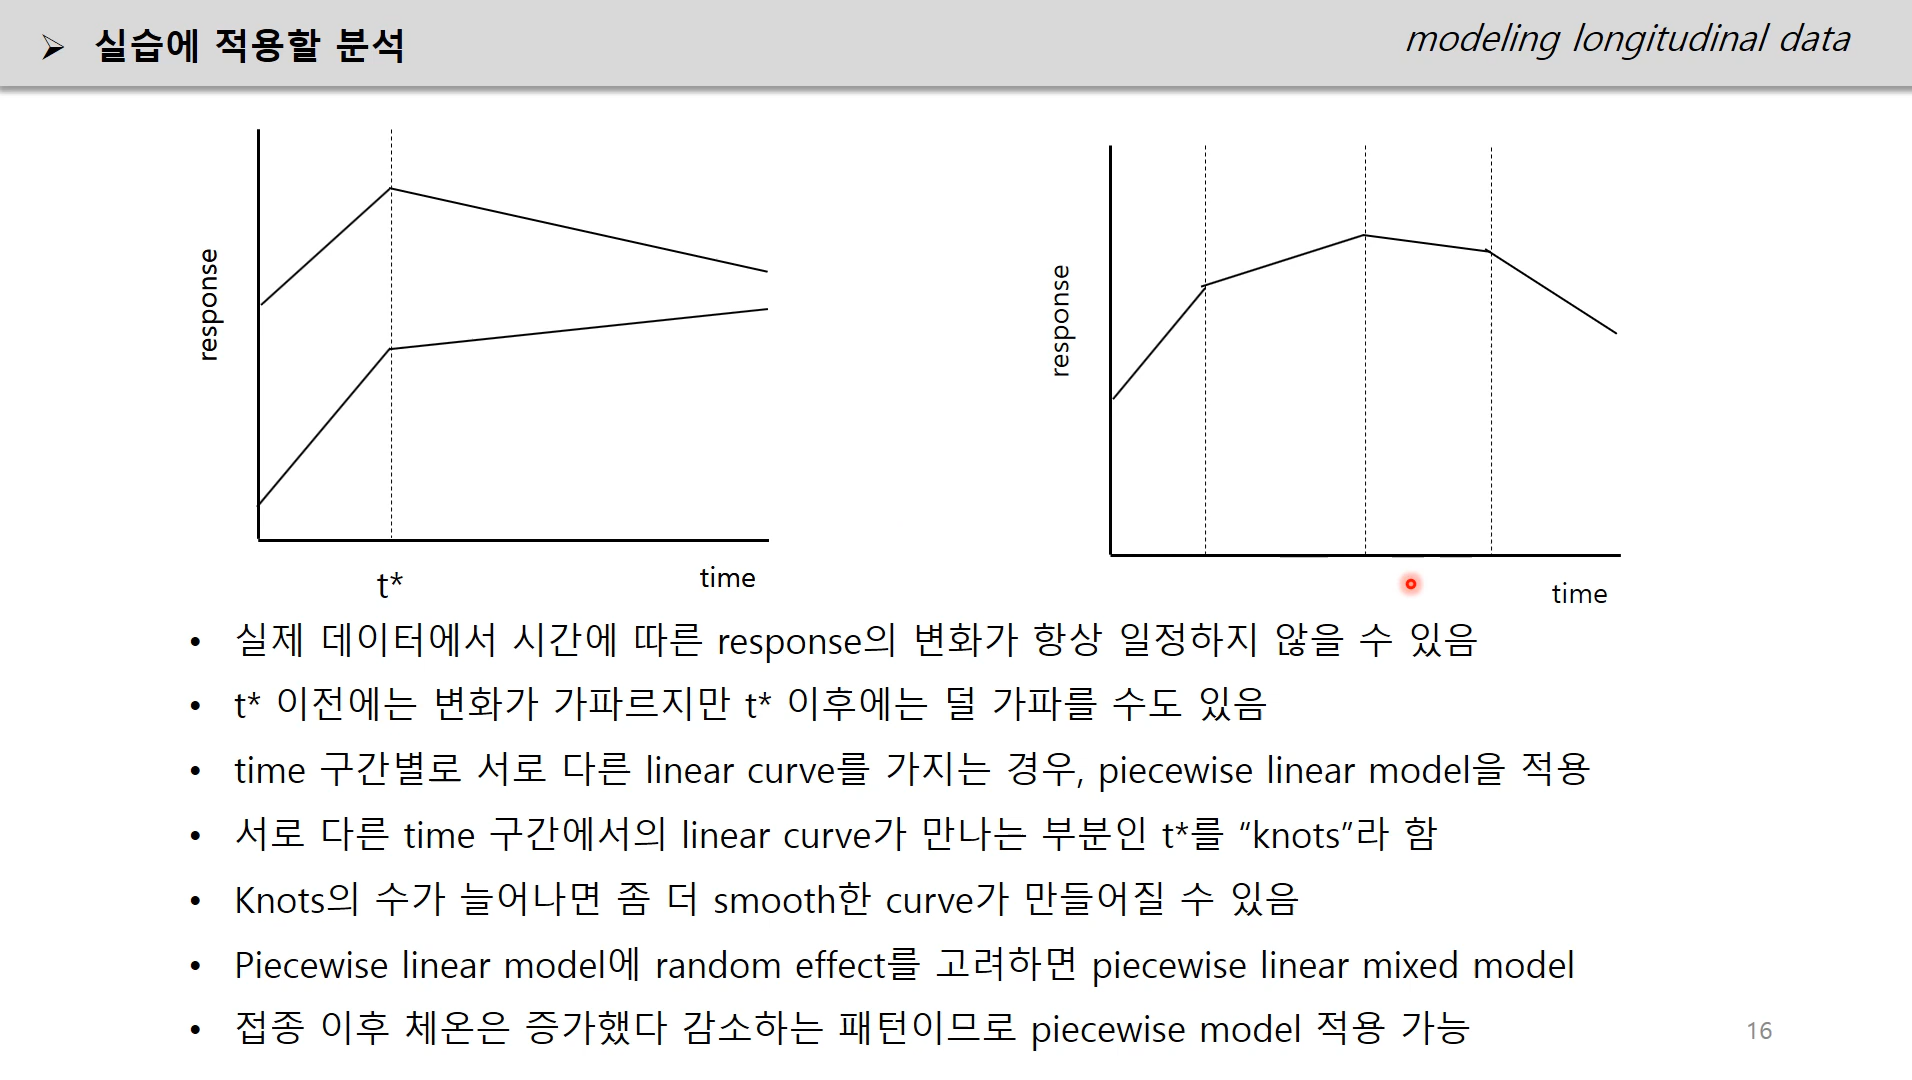 ➢ 실습에 적용할 분석
modeling longitudinal data
response
t*
time
response
time
• 실제 데이터에서 시간에 따른 response의 변화가 항상 일정하지 않을 수 있음
• t* 이전에는 변화가 가파르지만 t* 이후에는 덜 가파를 수도 있음
• time 구간별로 서로 다른 linear curve를 가지는 경우, piecewise linear model을 적용
• 서로 다른 time 구간에서의 linear curve가 만나는 부분인 t*를 “knots”라 함
• Knots의 수가 늘어나면 좀 더 smooth한 curve가 만들어질 수 있음
• Piecewise linear model에 random effect를 고려하면 piecewise linear mixed model
• 접종 이후 체온은 증가했다 감소하는 패턴이므로 piecewise model 적용 가능
16